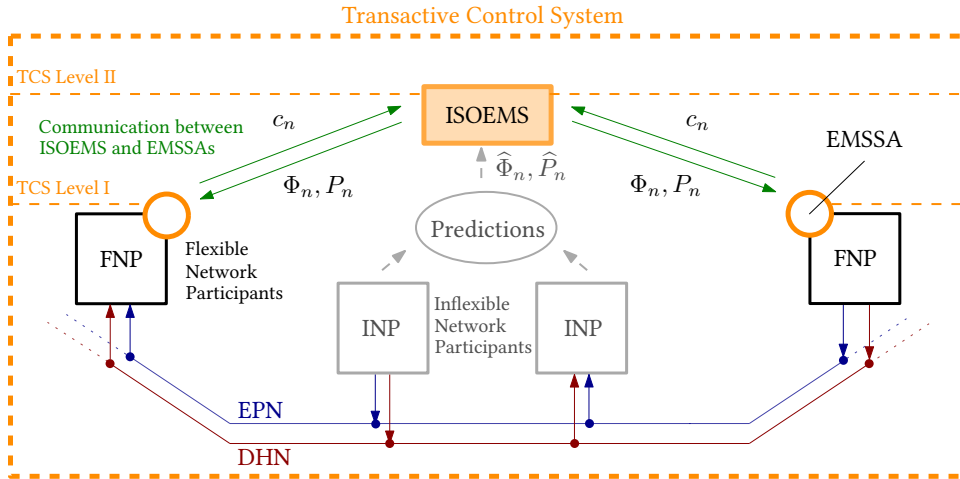 Transactive Control System
TCS Level II
ISOEMS
c_n
c_n
Communication between
ISOEMS and EMSSAs
EMSSA
Φ̂_n, P̂_n
Φ_n, P_n
Φ_n, P_n
TCS Level I
Predictions
FNP
Flexible
Network
Participants
FNP
INP
Inflexible
Network
Participants
INP
EPN
DHN